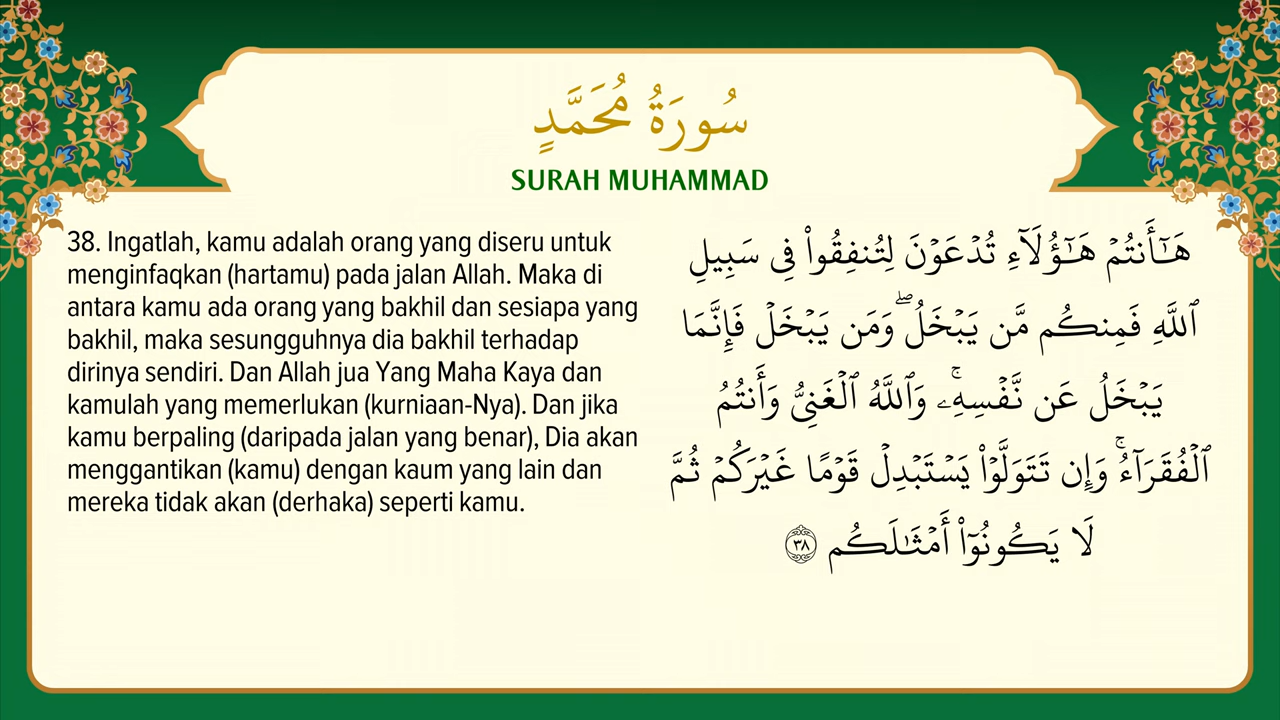 سُورَةُ مُحَمَّدٍ
SURAH MUHAMMAD
38. Ingatlah, kamu adalah orang yang diseru untuk
menginfaqkan (hartamu) pada jalan Allah. Maka di
antara kamu ada orang yang bakhil dan sesiapa yang
bakhil, maka sesungguhnya dia bakhil terhadap
dirinya sendiri. Dan Allah jua Yang Maha Kaya dan
kamulah yang memerlukan (kurniaan-Nya). Dan jika
kamu berpaling (daripada jalan yang benar), Dia akan
menggantikan (kamu) dengan kaum yang lain dan
mereka tidak akan (derhaka) seperti kamu.
هَـٰٓأَنتُمْ هَـٰٓؤُلَآءِ تُدْعَوْنَ لِتُنفِقُوا۟ فِى سَبِيلِ
ٱللَّهِ فَمِنكُم مَّن يَبْخَلُ ۖ وَمَن يَبْخَلْ فَإِنَّمَا
يَبْخَلُ عَن نَّفْسِهِۦ ۚ وَٱللَّهُ ٱلْغَنِىُّ وَأَنتُمُ
ٱلْفُقَرَآءُ ۚ وَإِن تَتَوَلَّوْا۟ يَسْتَبْدِلْ قَوْمًا غَيْرَكُمْ ثُمَّ
لَا يَكُونُوٓا۟ أَمْثَـٰلَكُم ٣٨